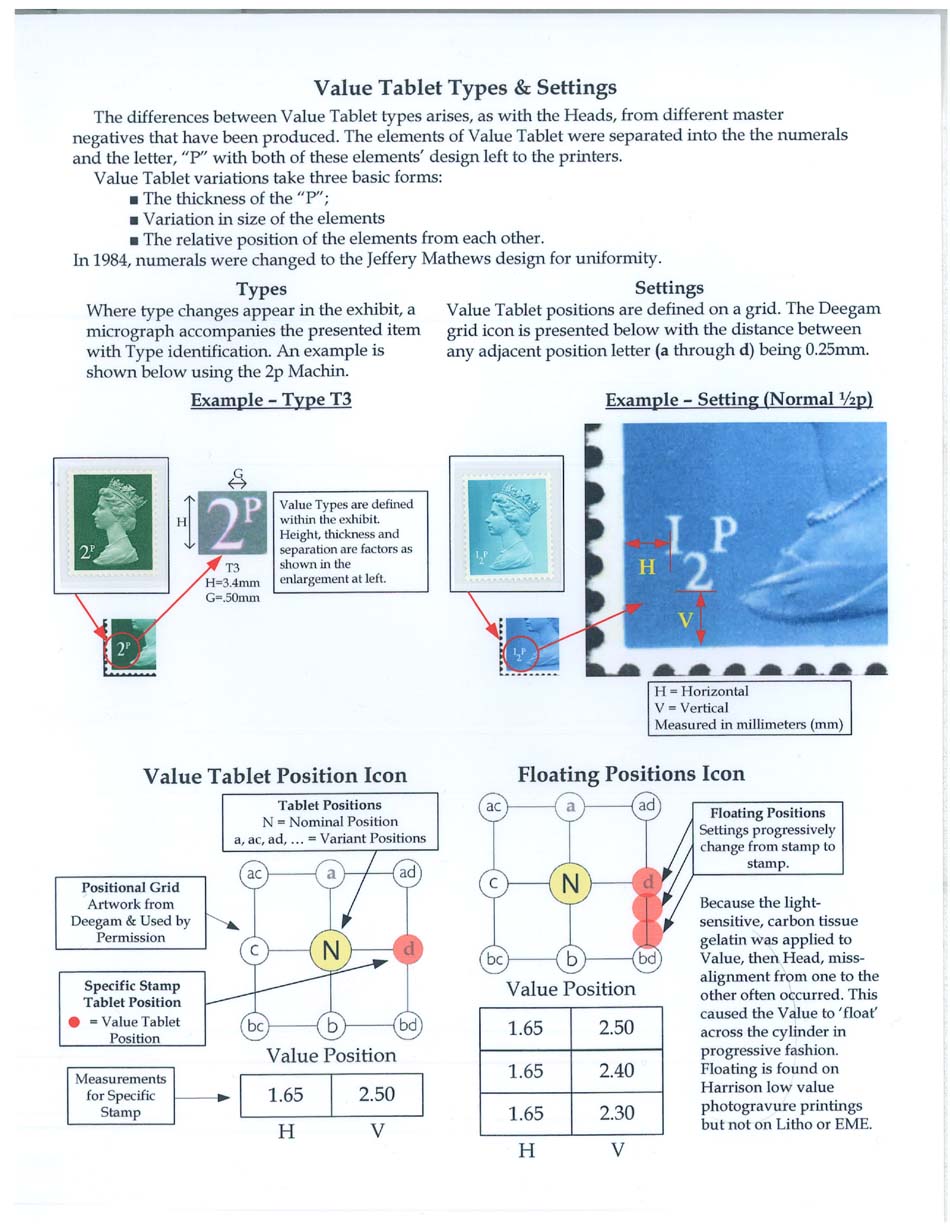 Value Tablet Types & Settings
The differences between Value Tablet types arises, as with the Heads, from different master
negatives that have been produced. The elements of Value Tablet were separated into the the numerals
and the letter, “P” with both of these elements’ design left to the printers.
Value Tablet variations take three basic forms:
■ The thickness of the “P”;
■ Variation in size of the elements
■ The relative position of the elements from each other.
In 1984, numerals were changed to the Jeffery Mathews design for uniformity.
Types
Where type changes appear in the exhibit, a
micrograph accompanies the presented item
with Type identification. An example is
shown below using the 2p Machin.
Example – Type T3
Settings
Value Tablet positions are defined on a grid. The Deegam
grid icon is presented below with the distance between
any adjacent position letter (a through d) being 0.25mm.
Example – Setting (Normal ½p)
2P
G
H
2P
T3
H=3.4mm
G=.50mm
Value Types are defined
within the exhibit.
Height, thickness and
separation are factors as
shown in the
enlargement at left.
2P
½P
½P
½P
H
V
H = Horizontal
V = Vertical
Measured in millimeters (mm)
Value Tablet Position Icon
Tablet Positions
N = Nominal Position
a, ac, ad, … = Variant Positions
ac
a
ad
Positional Grid
Artwork from
Deegam & Used by
Permission
c
N
d
Specific Stamp
Tablet Position
= Value Tablet
Position
bc
b
bd
Value Position
Measurements
for Specific
Stamp
1.65 2.50
H V
Floating Positions Icon
ac
a
ad
Floating Positions
Settings progressively
change from stamp to
stamp.
c
N
d
bc
b
bd
Value Position
1.65 2.50
1.65 2.40
1.65 2.30
H V
Because the light-
sensitive, carbon tissue
gelatin was applied to
Value, then Head, miss-
alignment from one to the
other often occurred. This
caused the Value to ‘float’
across the cylinder in
progressive fashion.
Floating is found on
Harrison low value
photogravure printings
but not on Litho or EME.